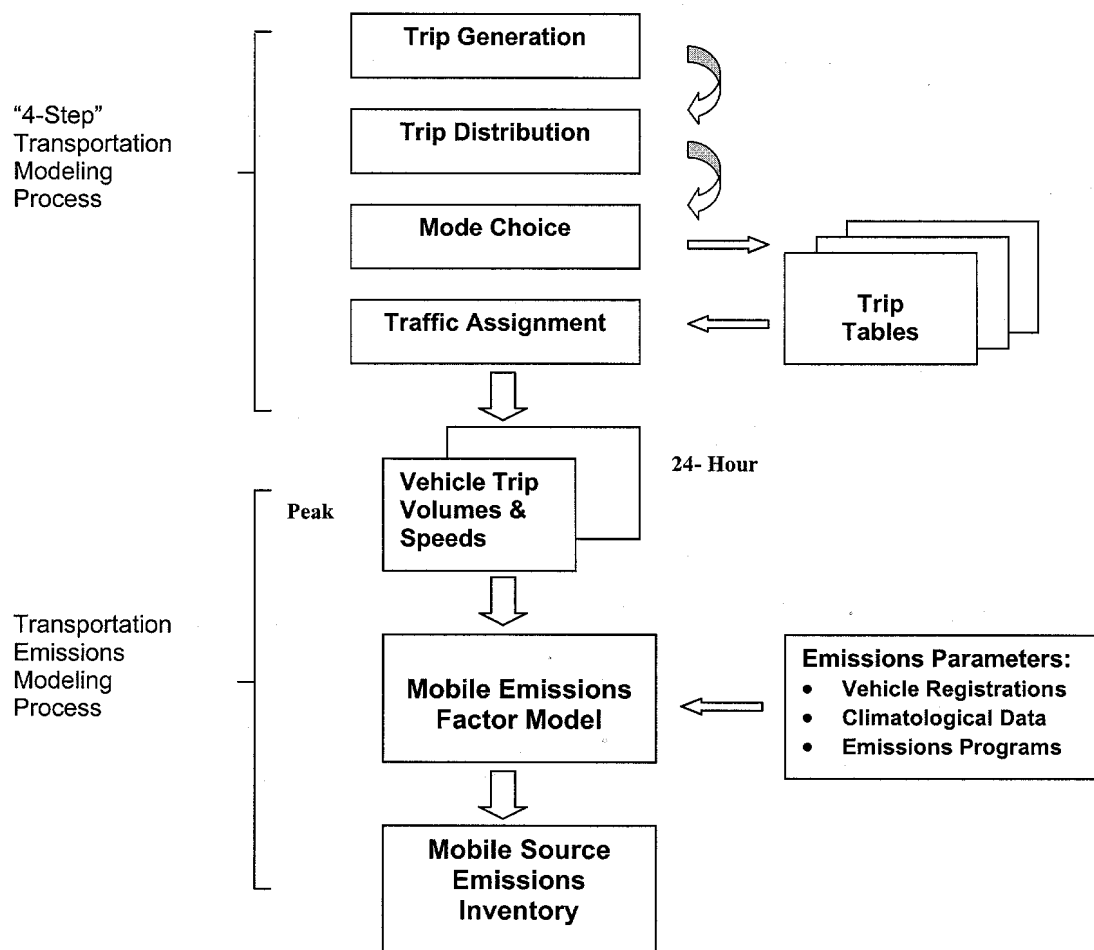 Trip Generation
"4-Step"
Transportation
Modeling
Process
Trip Distribution
Mode Choice
Traffic Assignment
Trip
Tables
24- Hour
Peak
Vehicle Trip
Volumes &
Speeds
Transportation
Emissions
Modeling
Process
Mobile Emissions
Factor Model
Emissions Parameters:
• Vehicle Registrations
• Climatological Data
• Emissions Programs
Mobile Source
Emissions
Inventory